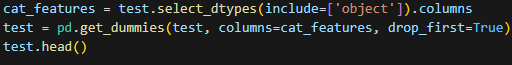 cat_features = test.select_dtypes(include=['object']).columns
test = pd.get_dummies(test, columns=cat_features, drop_first=True)
test.head()